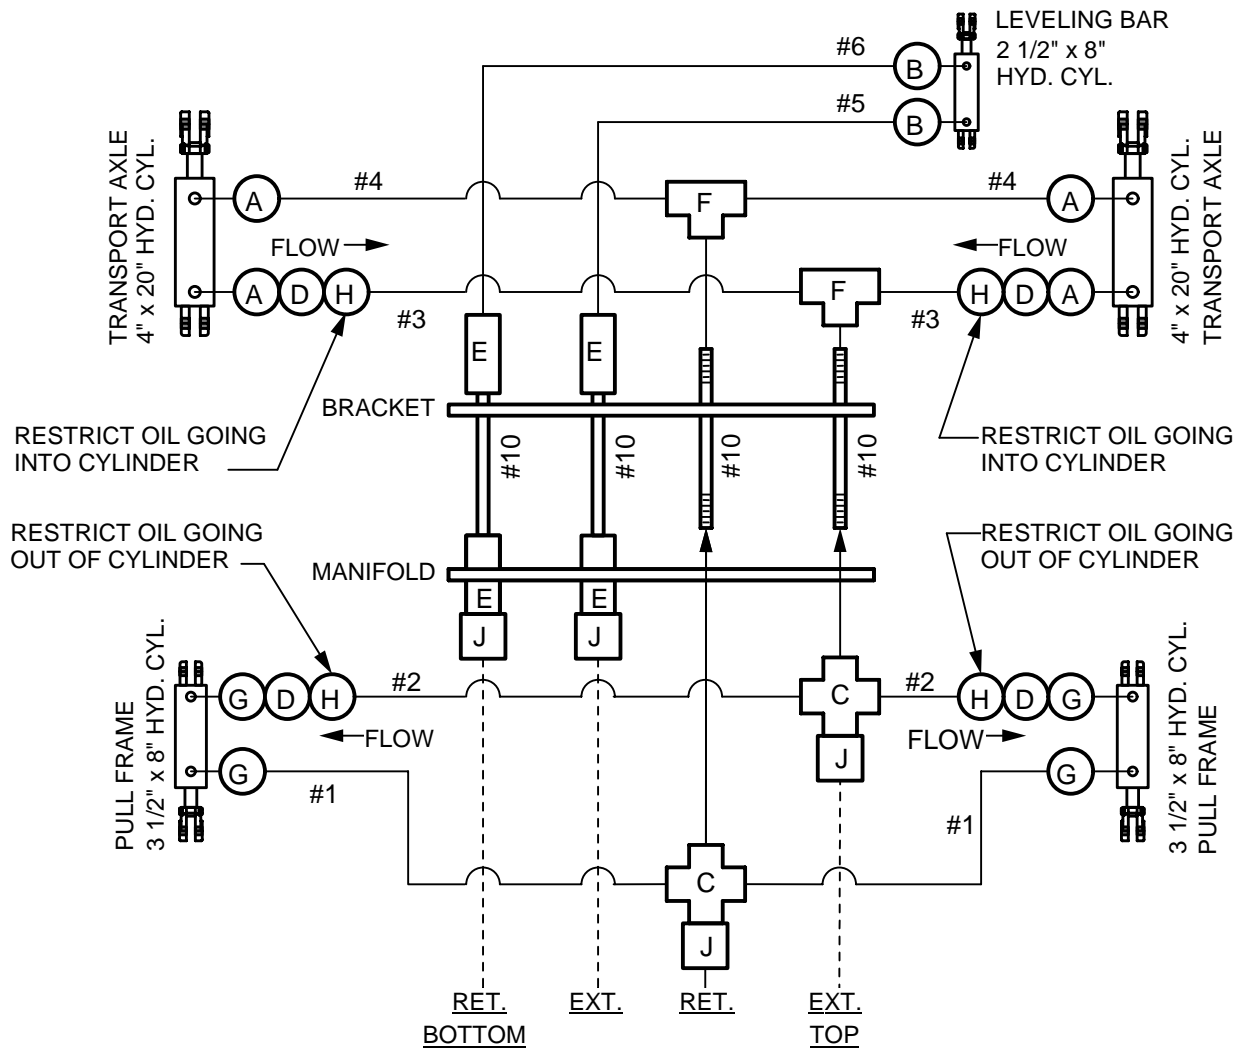 LEVELING BAR
2 1/2" x 8"
HYD. CYL.
#6
B
#5
B
TRANSPORT AXLE
4" x 20" HYD. CYL.
A
#4
F
#4
A
FLOW
FLOW
A D H
#3
F
#3
H D A
4" x 20" HYD. CYL.
TRANSPORT AXLE
E
E
BRACKET
#10
#10
#10
#10
RESTRICT OIL GOING
INTO CYLINDER
RESTRICT OIL GOING
INTO CYLINDER
RESTRICT OIL GOING
OUT OF CYLINDER
RESTRICT OIL GOING
OUT OF CYLINDER
MANIFOLD
E
E
J
J
PULL FRAME
3 1/2" x 8" HYD. CYL.
G D H
#2
C
#2
H D G
FLOW
FLOW
J
G
#1
G
#1
3 1/2" x 8" HYD. CYL.
PULL FRAME
C
J
RET.
BOTTOM
EXT.
RET.
EXT.
TOP